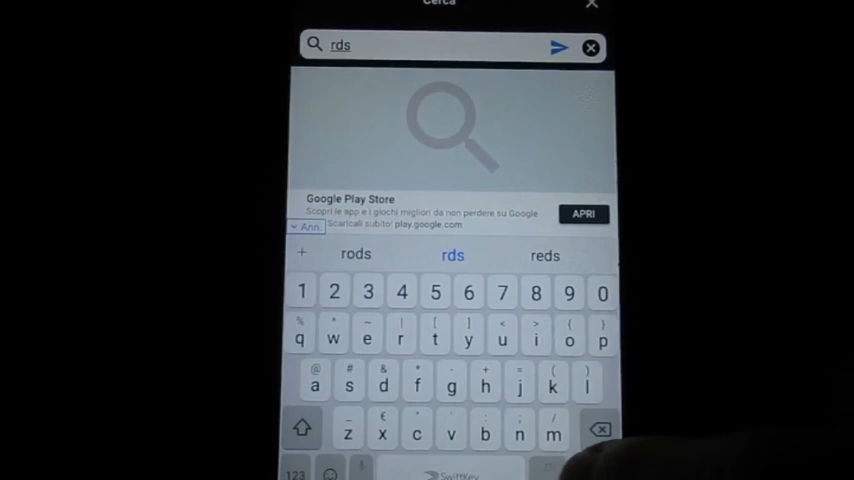 Cerca
rds
Google Play Store
Scopri le app e i giochi migliori da non perdere su Google
Scaricali subito! play.google.com
APRI
Ann.
+ rods rds reds
1 2 3 4 5 6 7 8 9 0
% ^ ~ | [ ] < > { }
q w e r t y u i o p
@ # & * - + = ( )
a s d f g h j k l
_ € " ' : ; /
z x c v b n m
123 SwiftKey